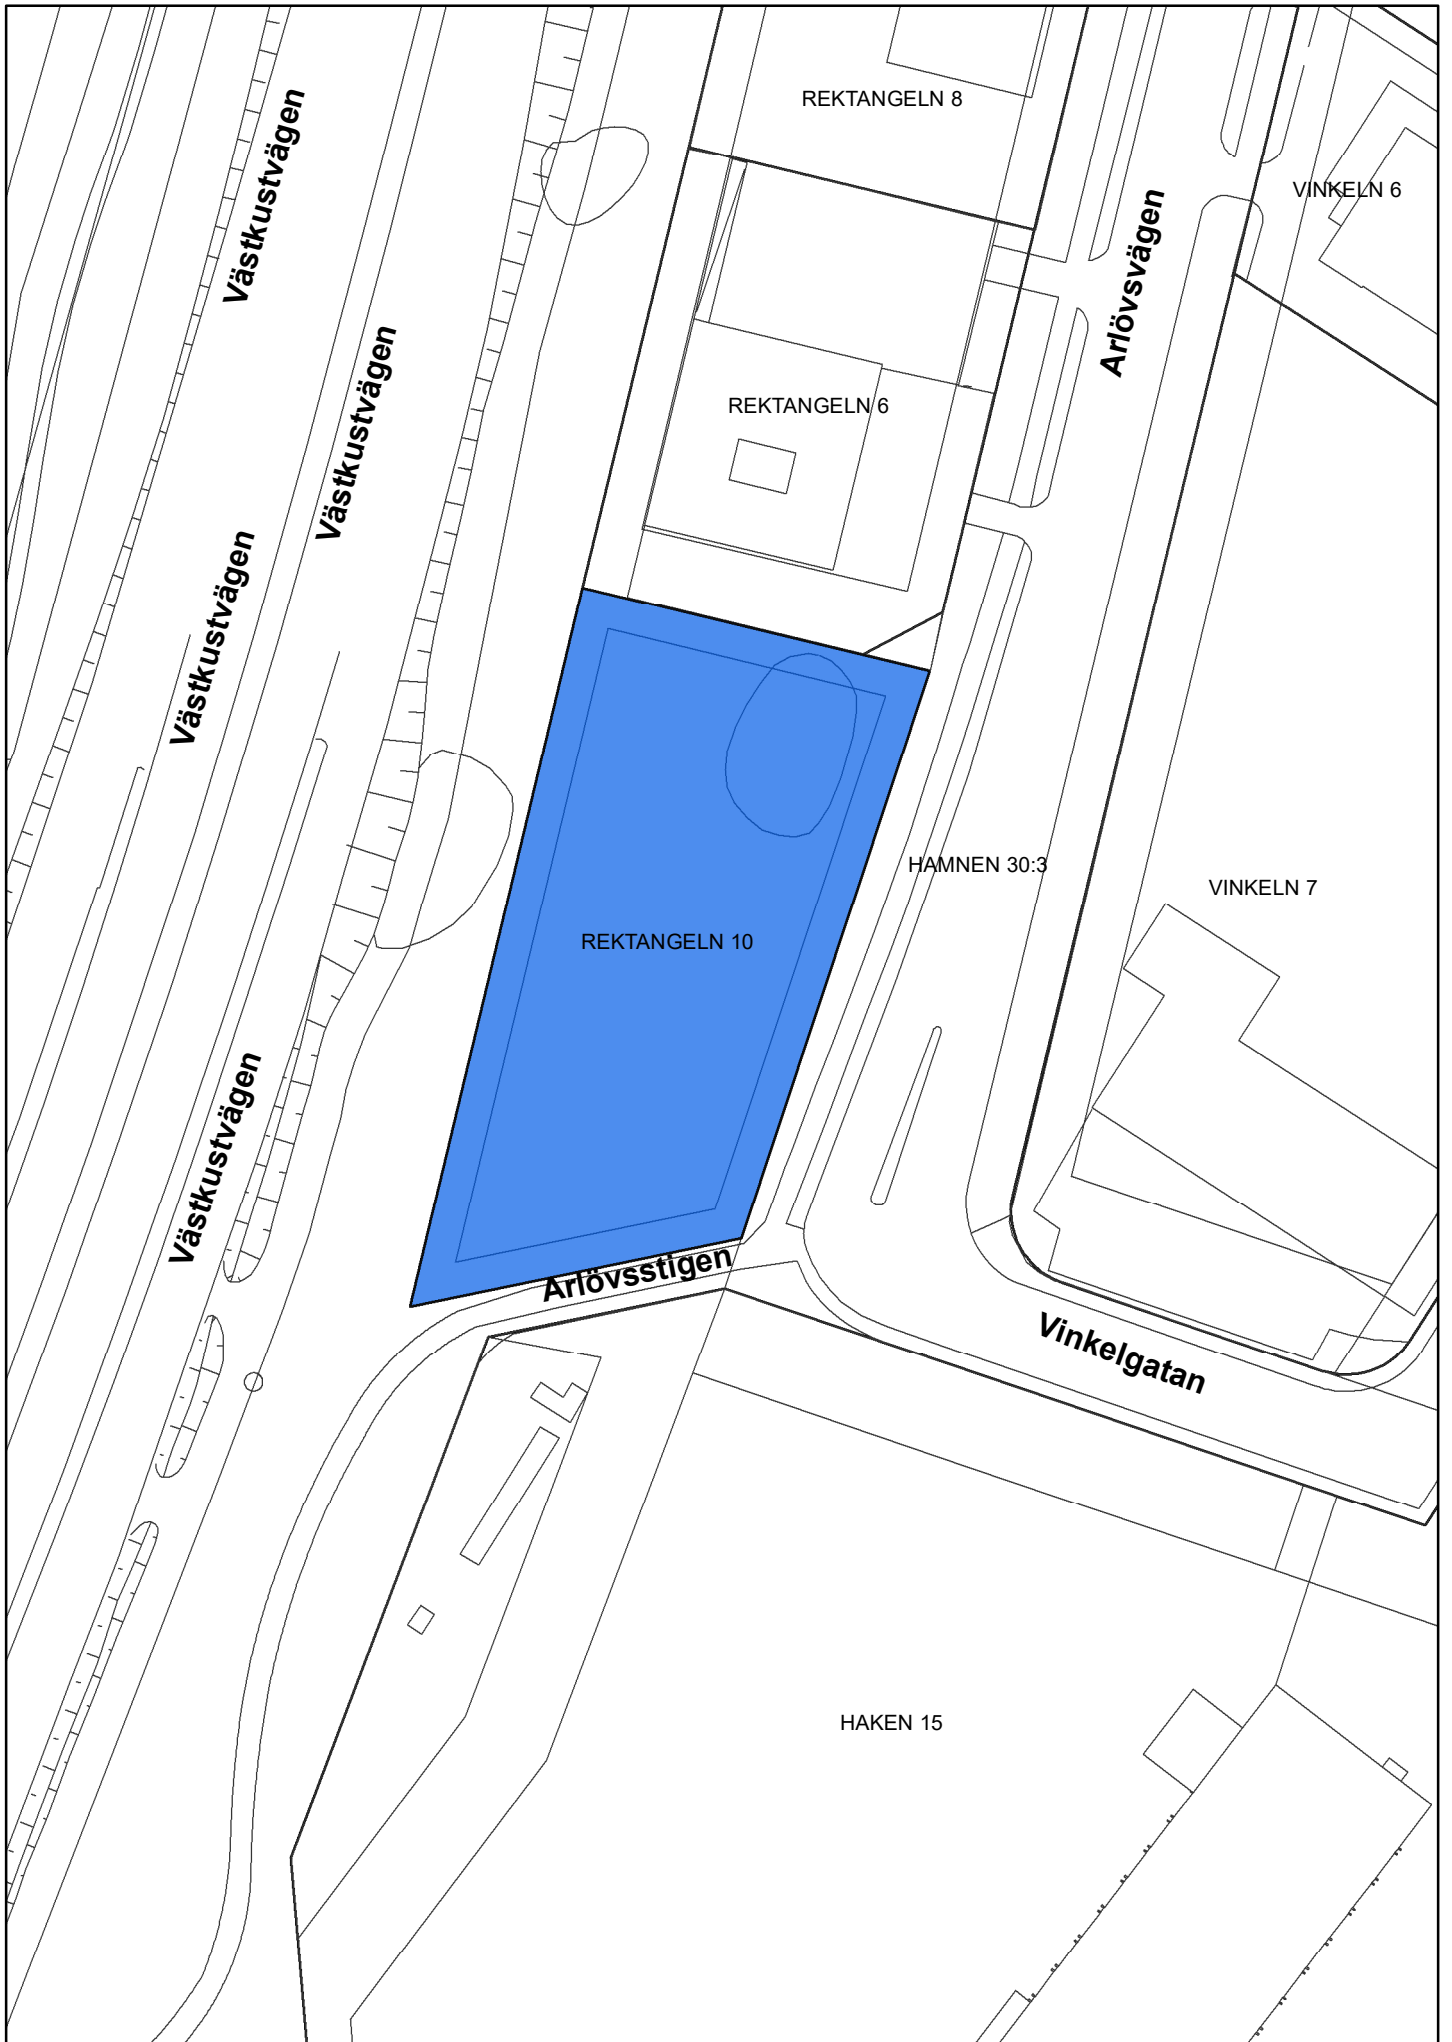 REKTANGELN 8
Västkustvägen
VINKELN 6
Arlövsvägen
Västkustvägen
REKTANGELN 6
Västkustvägen
HAMNEN 30:3
VINKELN 7
REKTANGELN 10
Västkustvägen
Arlövsstigen
Vinkelgatan
HAKEN 15